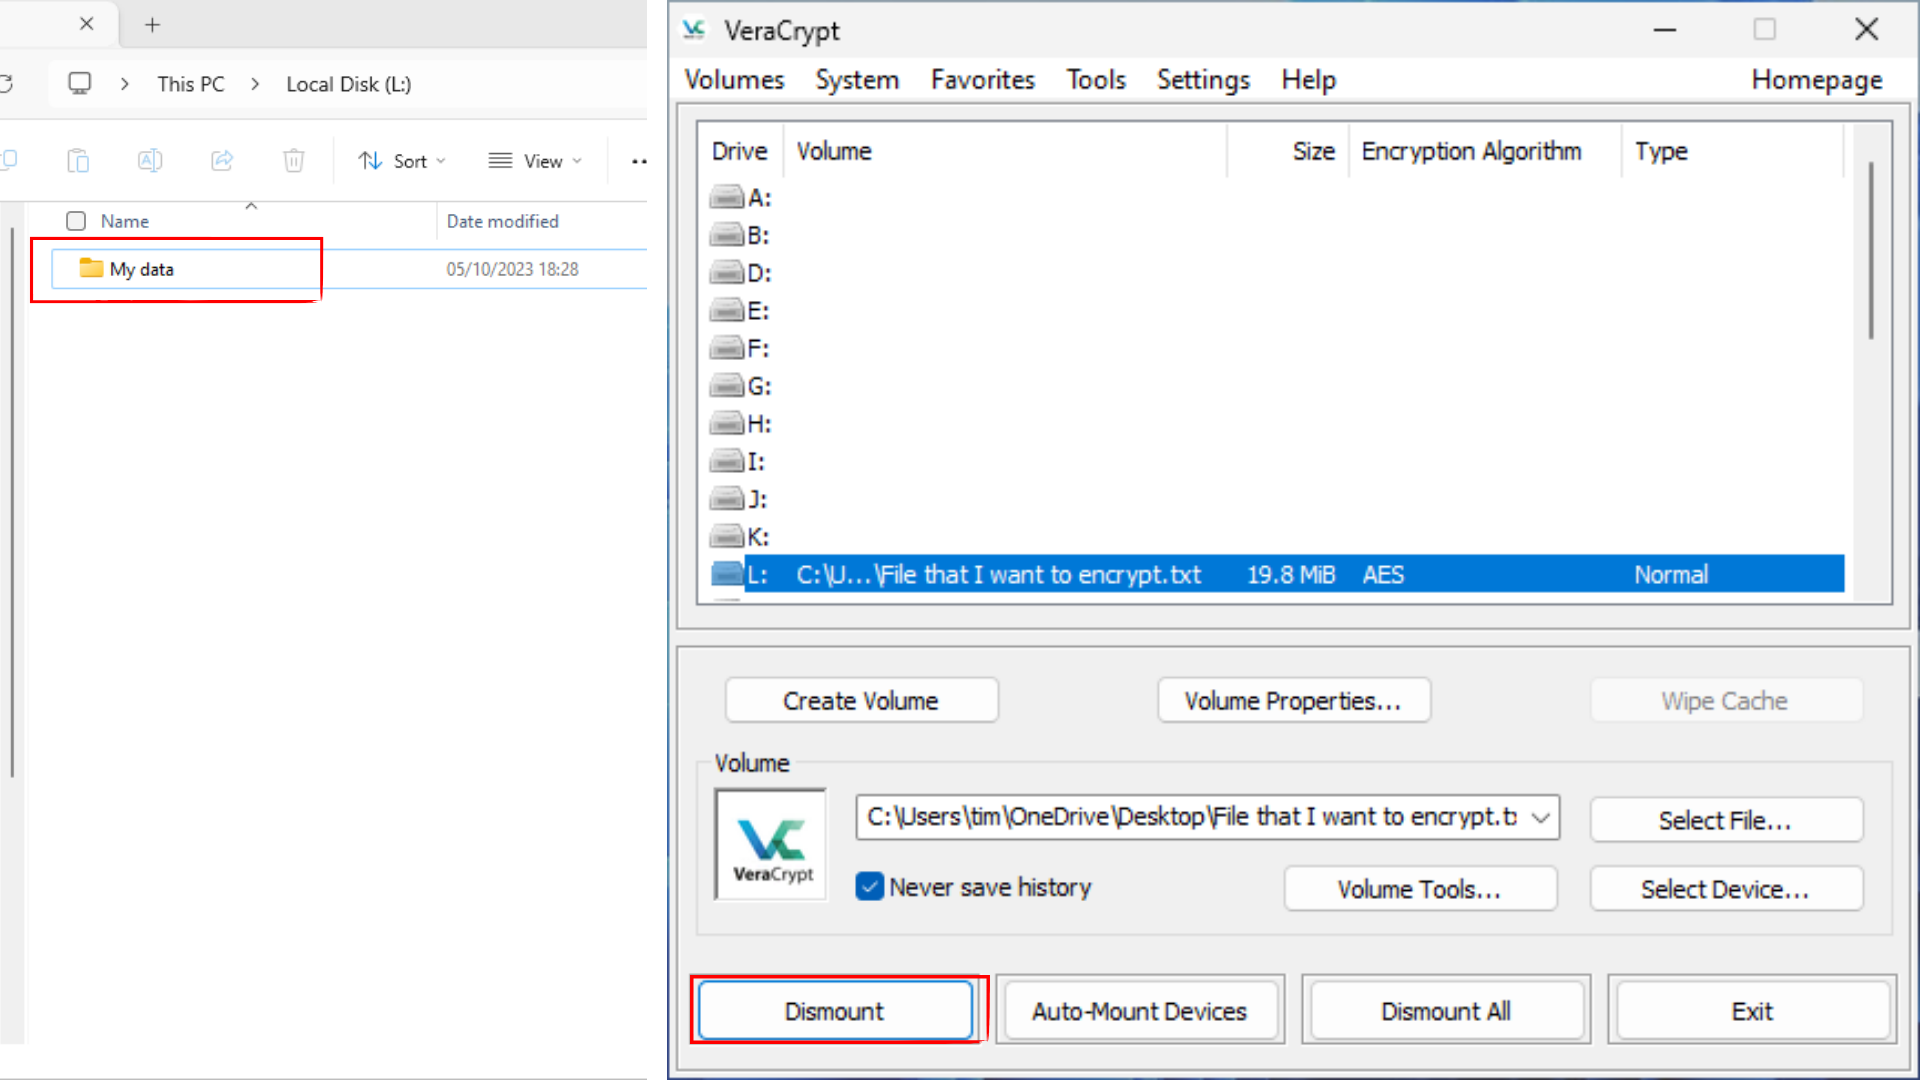 This PC > Local Disk (L:)
Sort
View
Name
Date modified
My data
05/10/2023 18:28
VeraCrypt
Volumes System Favorites Tools Settings Help Homepage
Drive Volume Size Encryption Algorithm Type
A:
B:
D:
E:
F:
G:
H:
I:
J:
K:
L: C:\U...\File that I want to encrypt.txt 19.8 MiB AES Normal
Create Volume
Volume Properties...
Wipe Cache
Volume
VeraCrypt
C:\Users\tim\OneDrive\Desktop\File that I want to encrypt.t
Select File...
Never save history
Volume Tools...
Select Device...
Dismount
Auto-Mount Devices
Dismount All
Exit